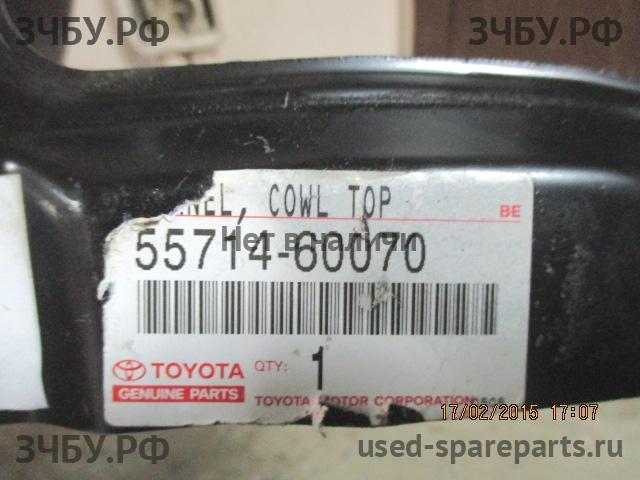 ЗЧБУ.РФ
ЗЧБУ.РФ
COWL TOP
BE
Нет в наличии
55714-60070
TOYOTA
QTY: 1
GENUINE PARTS
TOYOTA MOTOR CORPORATION
17/02/2015 17:07
ЗЧБУ.РФ
used-spareparts.ru